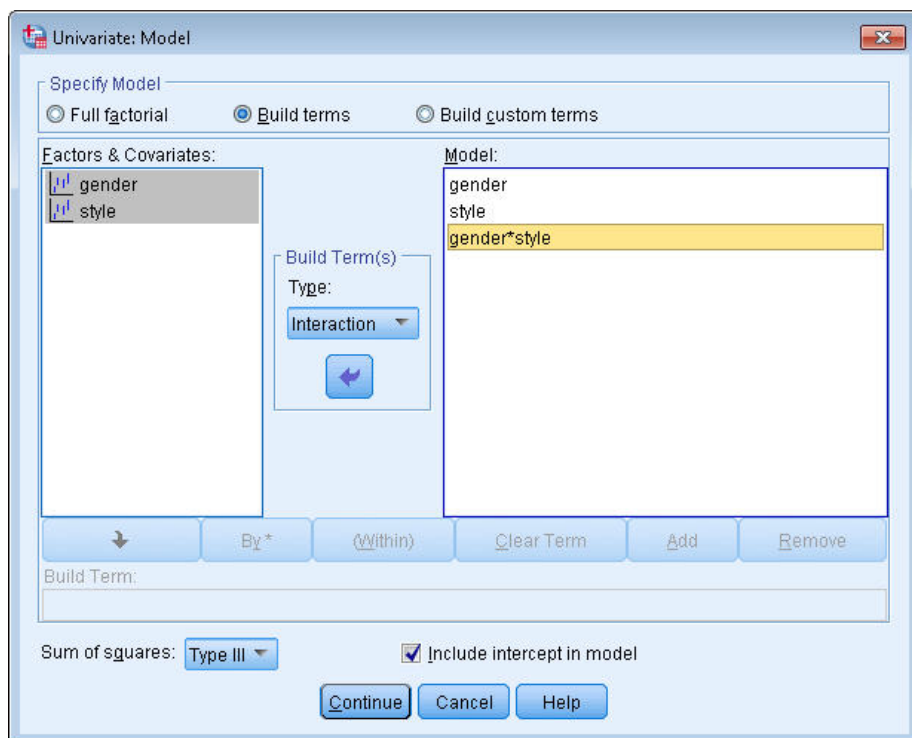 Univariate: Model
Specify Model
Full factorial
Build terms
Build custom terms
Factors & Covariates:
gender
style
Build Term(s)
Type:
Interaction
Model:
gender
style
gender*style
By *
(Within)
Clear Term
Add
Remove
Build Term:
Sum of squares:
Type III
Include intercept in model
Continue
Cancel
Help